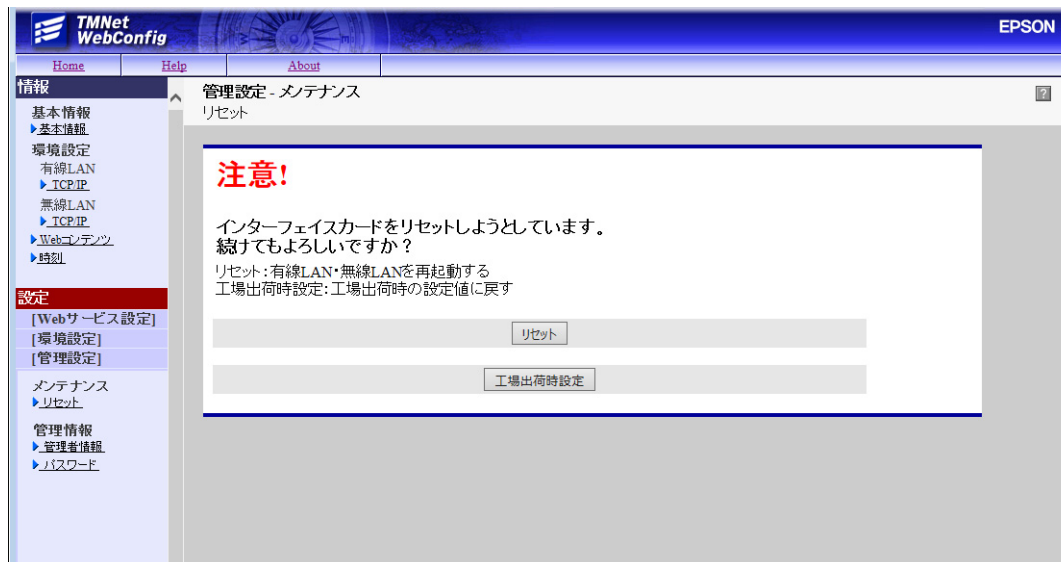 TMNet
WebConfig
EPSON
Home
Help
About
情報
基本情報
基本情報
環境設定
有線LAN
TCP/IP
無線LAN
TCP/IP
Webコンテンツ
時刻
設定
[Webサービス設定]
[環境設定]
[管理設定]
メンテナンス
リセット
管理情報
管理者情報
パスワード
管理設定 - メンテナンス
リセット
?
注意!
インターフェイスカードをリセットしようとしています。
続けてもよろしいですか？
リセット:有線LAN・無線LANを再起動する
工場出荷時設定:工場出荷時の設定値に戻す
リセット
工場出荷時設定